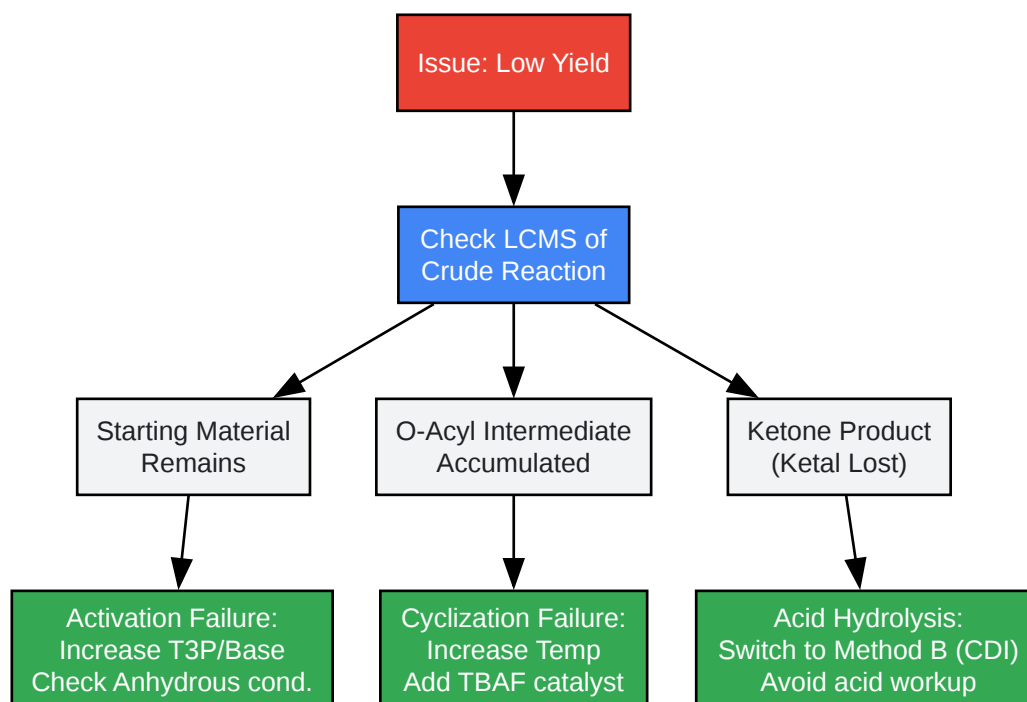 Issue: Low Yield
Check LCMS of
Crude Reaction
Starting Material
Remains
O-Acyl Intermediate
Accumulated
Ketone Product
(Ketal Lost)
Activation Failure:
Increase T3P/Base
Check Anhydrous cond.
Cyclization Failure:
Increase Temp
Add TBAF catalyst
Acid Hydrolysis:
Switch to Method B (CDI)
Avoid acid workup